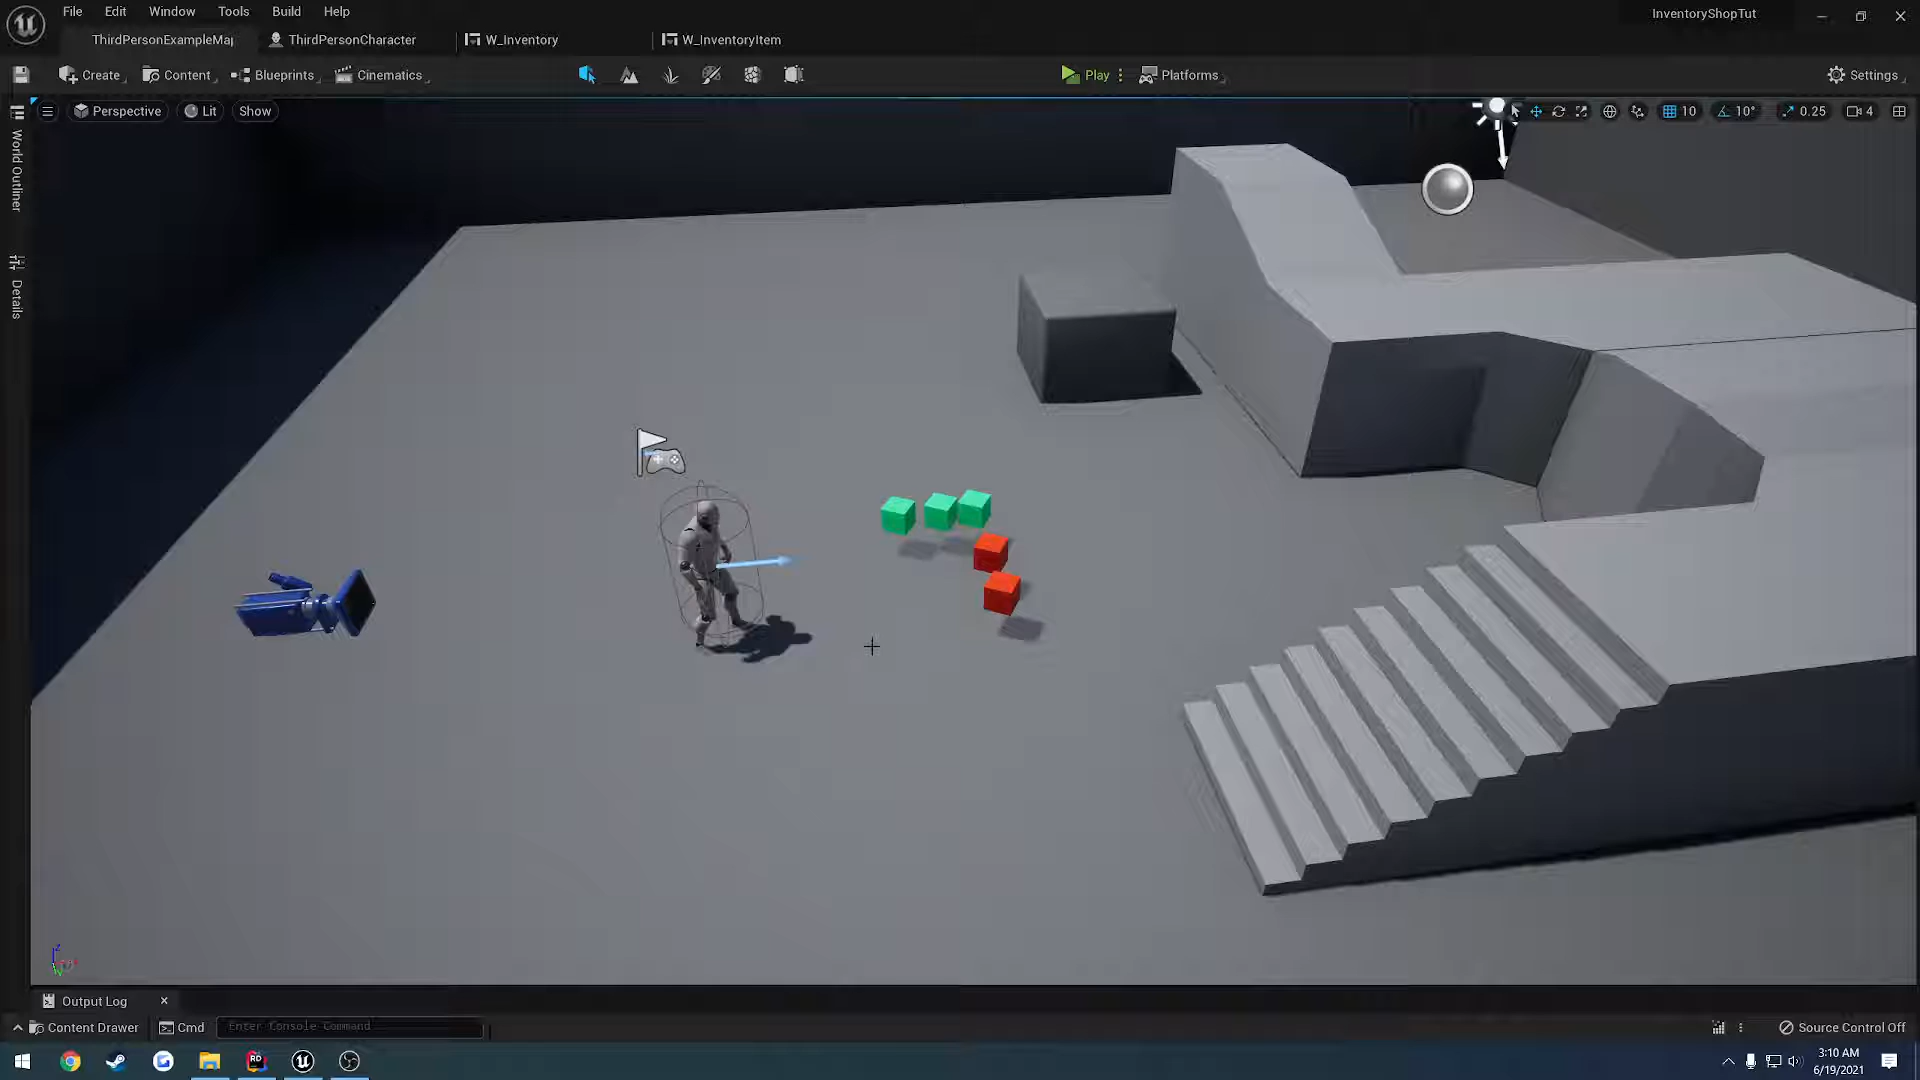 File Edit Window Tools Build Help
InventoryShopTut
ThirdPersonExampleMap
ThirdPersonCharacter
W_Inventory
W_InventoryItem
Create
Content
Blueprints
Cinematics
Play
Platforms
Settings
Perspective
Lit
Show
10
10°
0.25
4
World Outliner
Details
Output Log
Content Drawer
Cmd
Enter Console Command
Source Control Off
RD
3:10 AM
6/19/2021